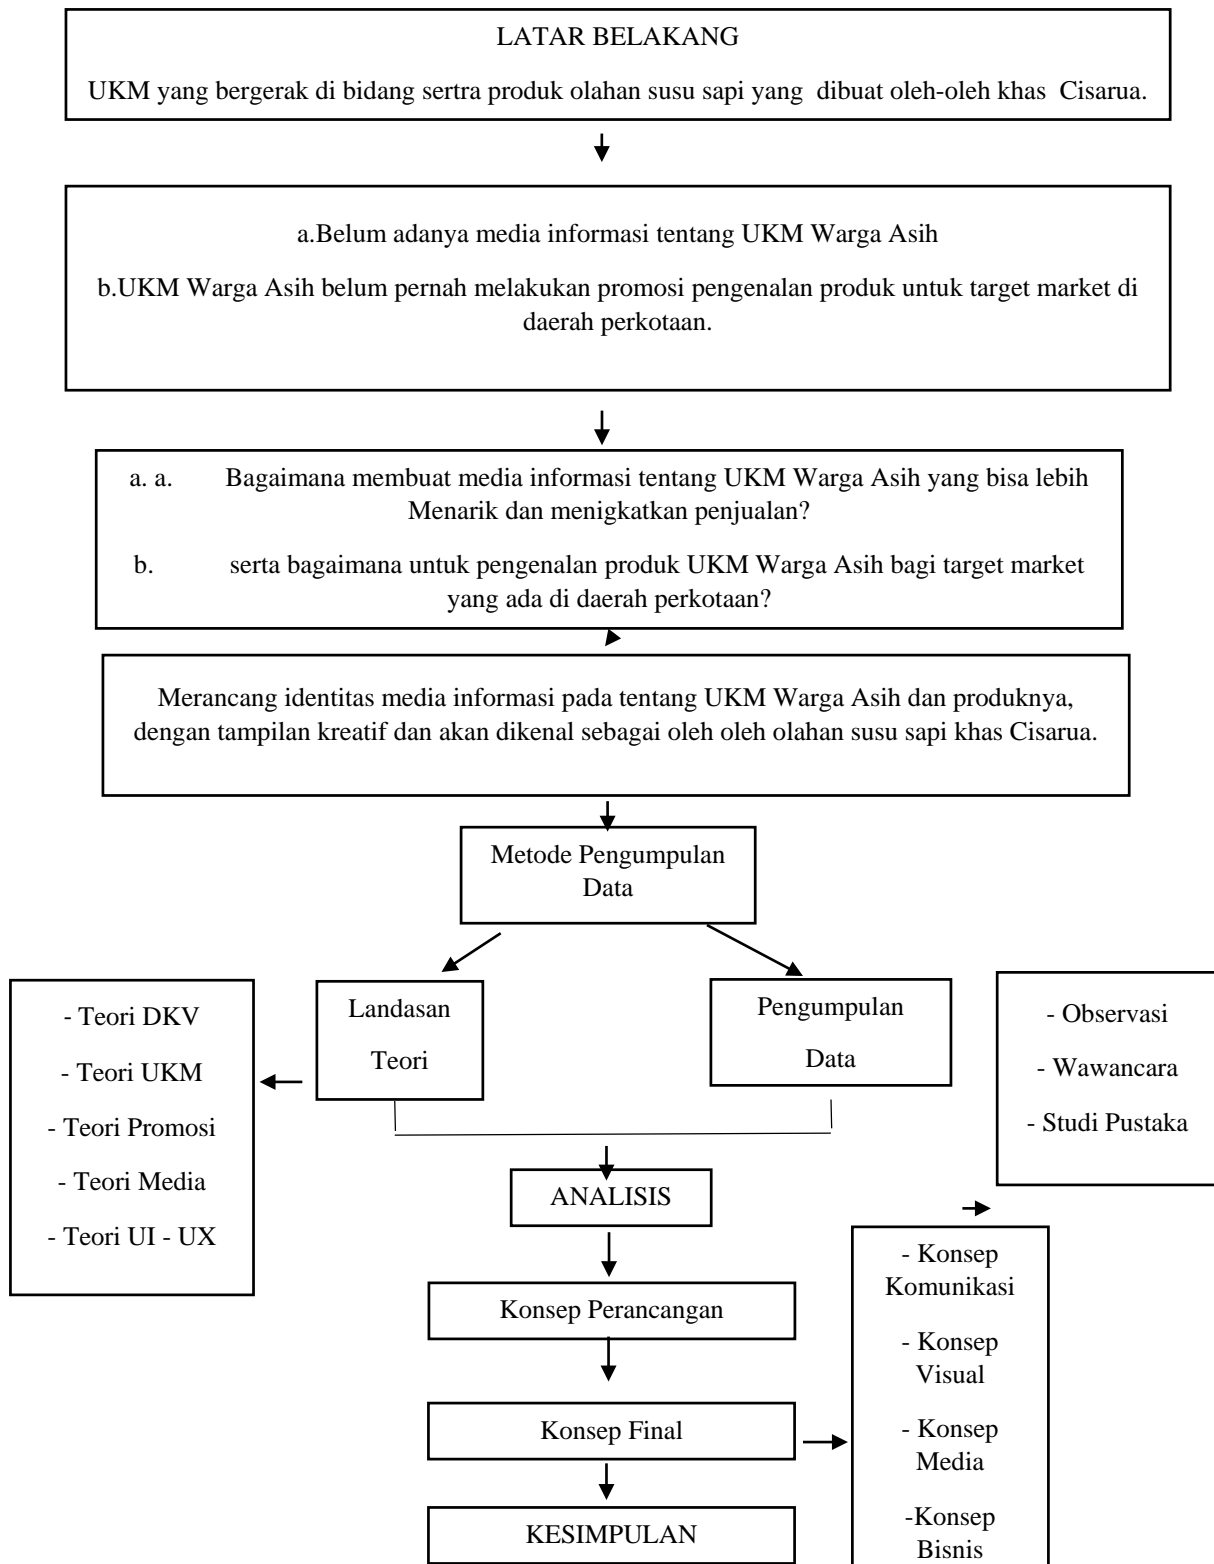 LATAR BELAKANG
UKM yang bergerak di bidang sertra produk olahan susu sapi yang dibuat oleh-oleh khas Cisarua.
a.Belum adanya media informasi tentang UKM Warga Asih
b.UKM Warga Asih belum pernah melakukan promosi pengenalan produk untuk target market di
daerah perkotaan.
a. a. Bagaimana membuat media informasi tentang UKM Warga Asih yang bisa lebih
Menarik dan menigkatkan penjualan?
b. serta bagaimana untuk pengenalan produk UKM Warga Asih bagi target market
yang ada di daerah perkotaan?
Merancang identitas media informasi pada tentang UKM Warga Asih dan produknya,
dengan tampilan kreatif dan akan dikenal sebagai oleh oleh olahan susu sapi khas Cisarua.
Metode Pengumpulan
Data
Landasan
Teori
Pengumpulan
Data
- Teori DKV
- Teori UKM
- Teori Promosi
- Teori Media
- Teori UI - UX
- Observasi
- Wawancara
- Studi Pustaka
ANALISIS
Konsep Perancangan
Konsep Final
- Konsep
Komunikasi
- Konsep
Visual
- Konsep
Media
-Konsep
Bisnis
KESIMPULAN